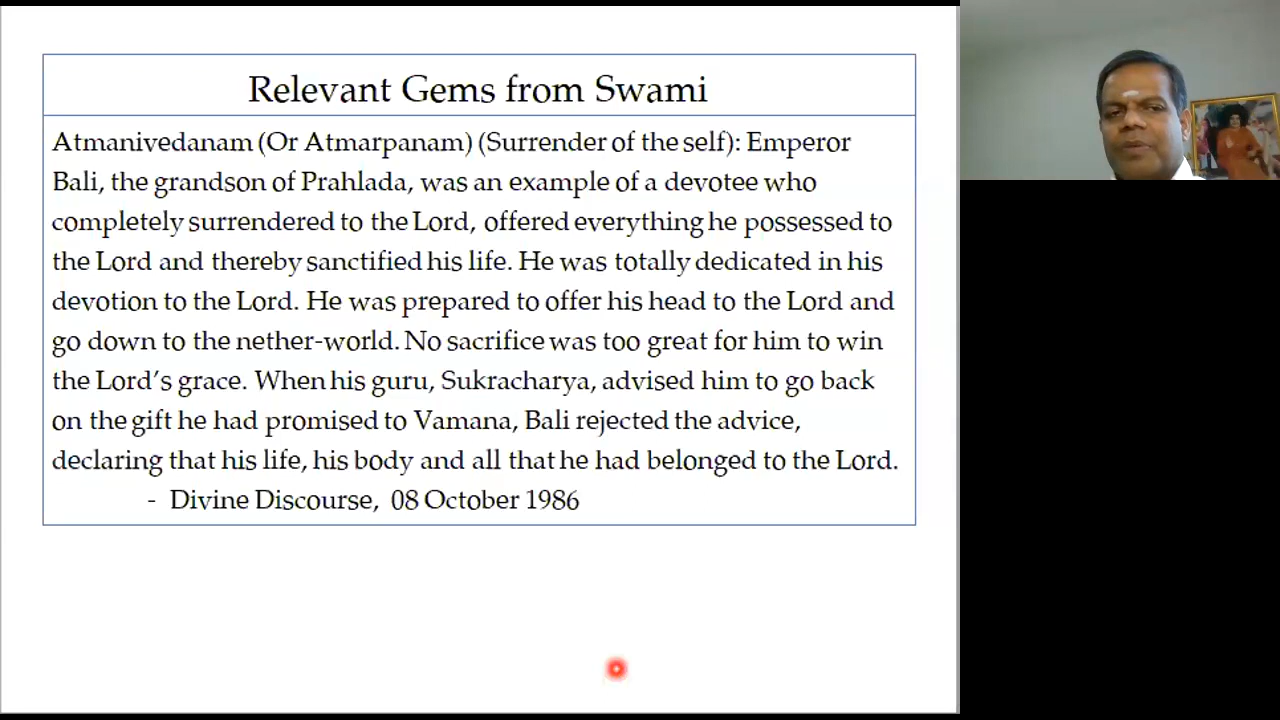 Relevant Gems from Swami
Atmanivedanam (Or Atmarpanam) (Surrender of the self): Emperor
Bali, the grandson of Prahlada, was an example of a devotee who
completely surrendered to the Lord, offered everything he possessed to
the Lord and thereby sanctified his life. He was totally dedicated in his
devotion to the Lord. He was prepared to offer his head to the Lord and
go down to the nether-world. No sacrifice was too great for him to win
the Lord’s grace. When his guru, Sukracharya, advised him to go back
on the gift he had promised to Vamana, Bali rejected the advice,
declaring that his life, his body and all that he had belonged to the Lord.
- Divine Discourse, 08 October 1986